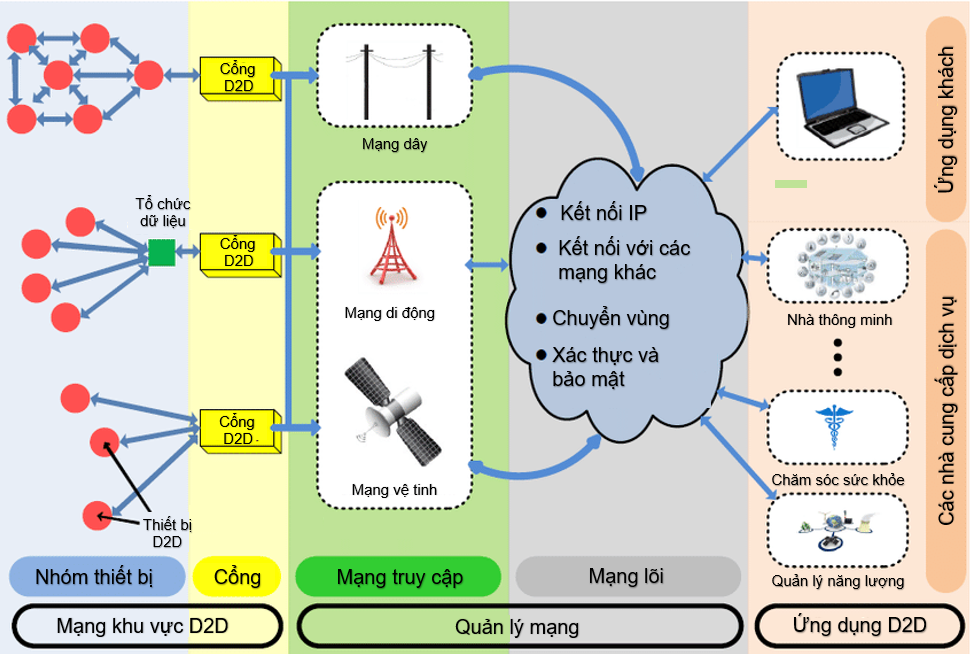 Cổng
D2D
Mạng dây
Ứng dụng khách
Tổ chức
dữ liệu
Cổng
D2D
Mạng di động
Kết nối IP
Kết nối với các
mạng khác
Chuyển vùng
Xác thực và
bảo mật
Nhà thông minh
Các nhà cung cấp dịch vụ
Cổng
D2D
Mạng vệ tinh
Chăm sóc sức khỏe
Thiết bị
D2D
Quản lý năng lượng
Nhóm thiết bị
Cổng
Mạng truy cập
Mạng lõi
Mạng khu vực D2D
Quản lý mạng
Ứng dụng D2D